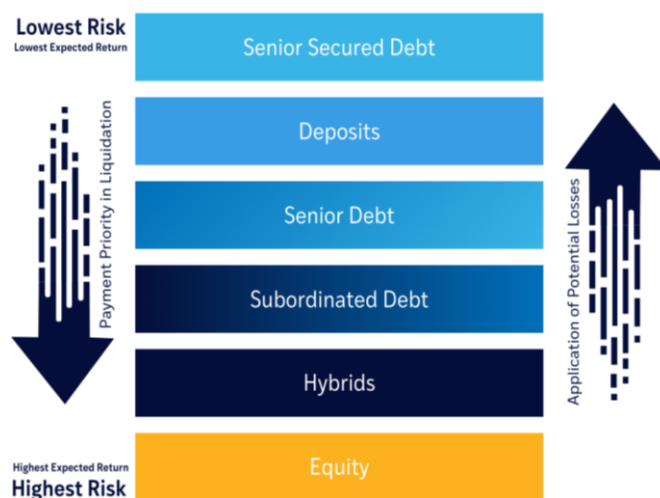 Lowest Risk
Lowest Expected Return
Senior Secured Debt
Deposits
Payment Priority in Liquidation
Senior Debt
Application of Potential Losses
Subordinated Debt
Hybrids
Equity
Highest Expected Return
Highest Risk